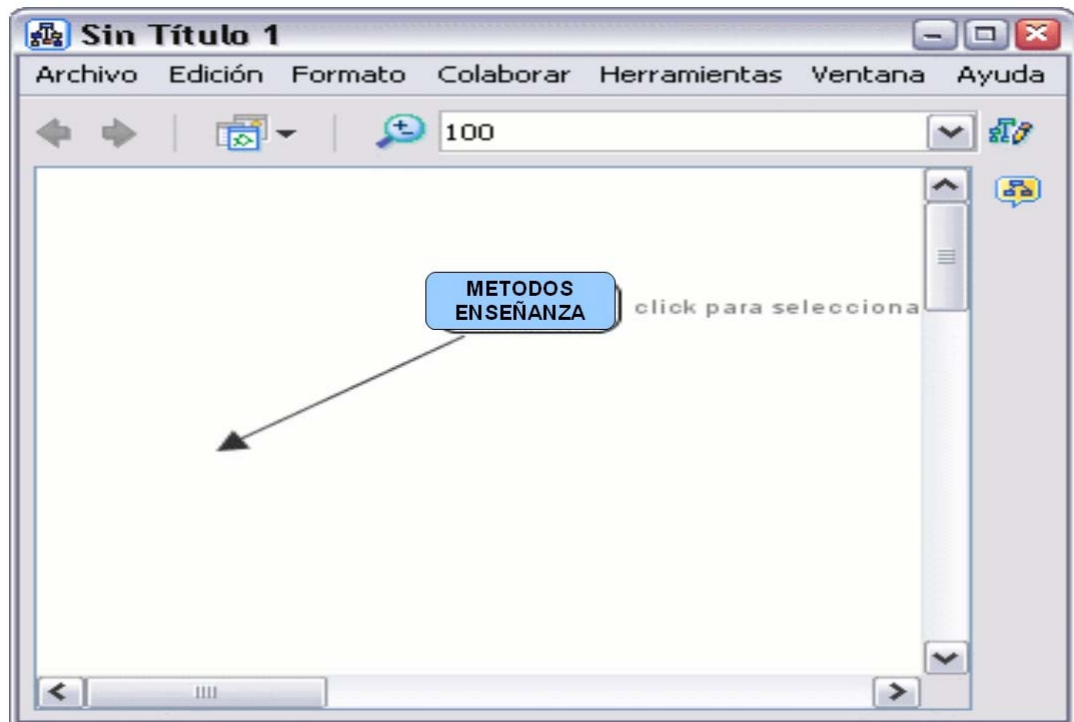 Sin Título 1
Archivo Edición Formato Colaborar Herramientas Ventana Ayuda
100
METODOS
ENSEÑANZA
click para selecciona